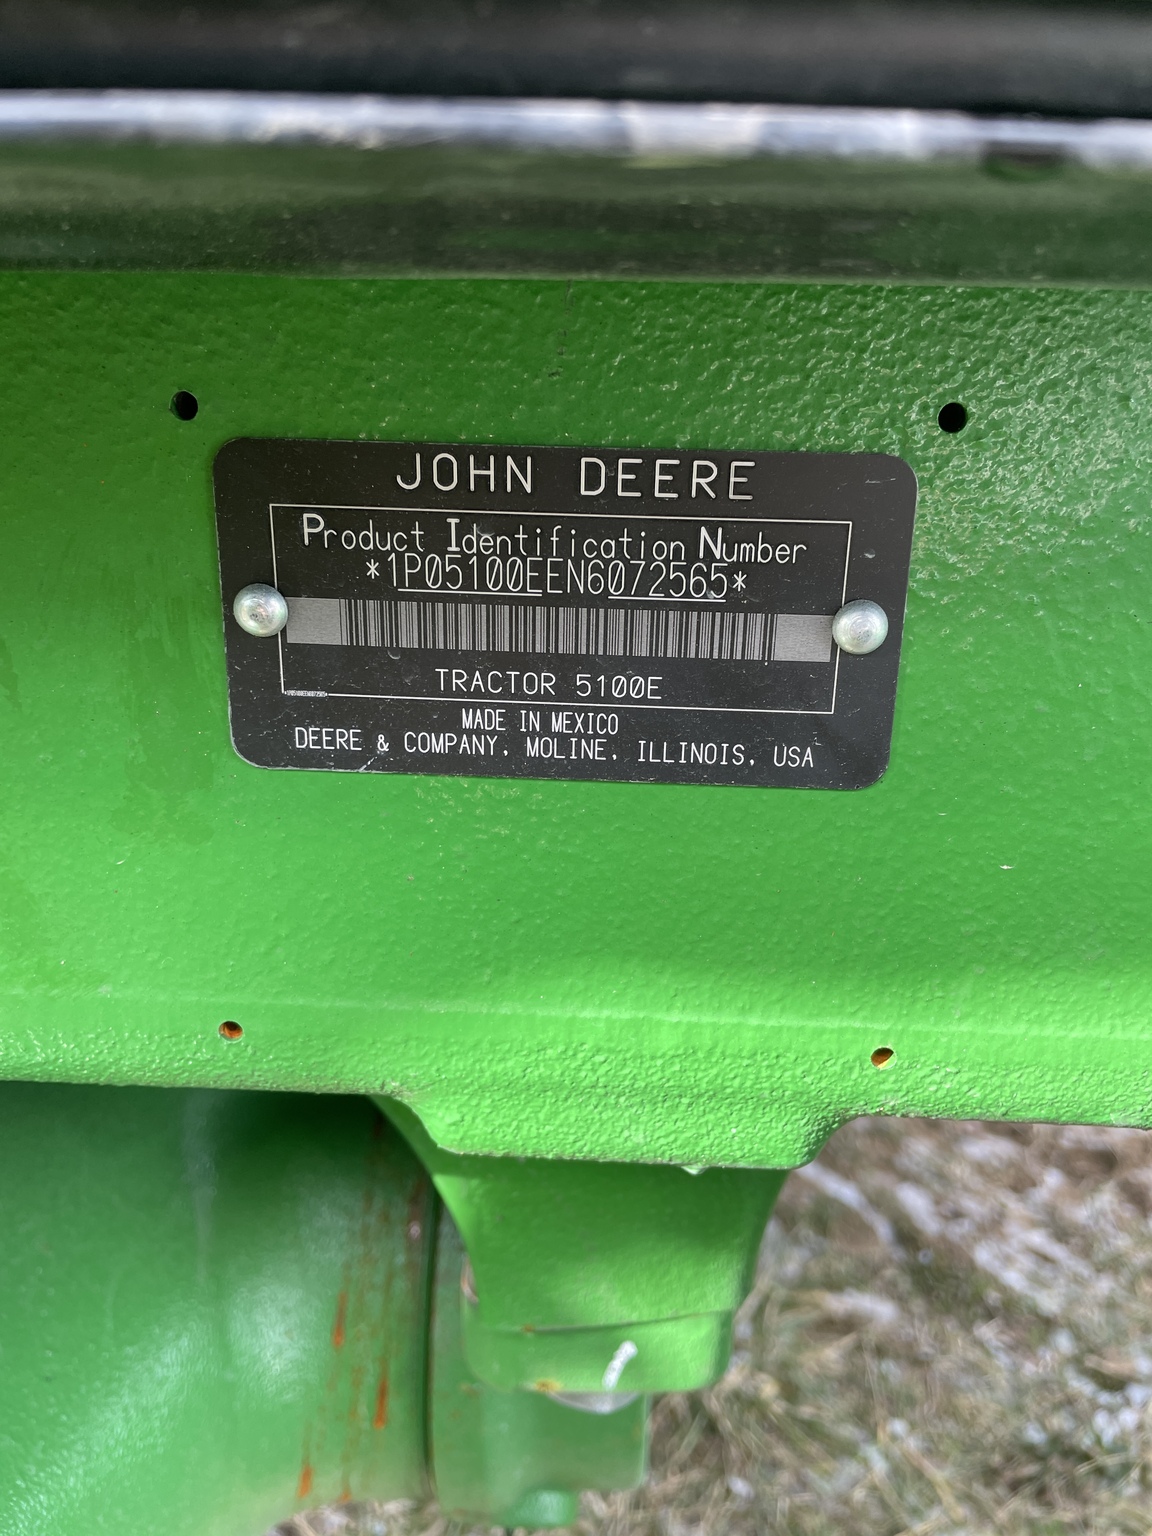 JOHN DEERE
Product Identification Number
*1P05100EEN6072565*
TRACTOR 5100E
MADE IN MEXICO
DEERE & COMPANY, MOLINE, ILLINOIS, USA